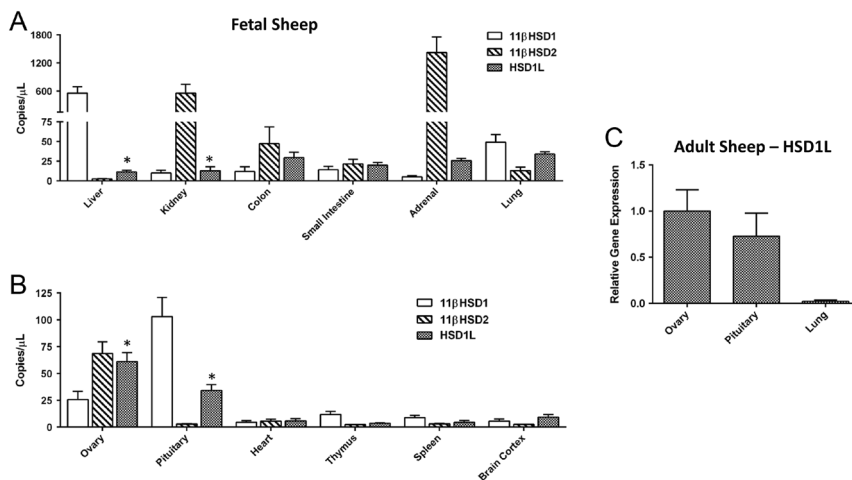 A
Fetal Sheep
Copies/µL
1800
1200
600
75
50
25
0
11βHSD1
11βHSD2
HSD1L
*
*
Liver
Kidney
Colon
Small Intestine
Adrenal
Lung
B
Copies/µL
125
100
75
50
25
0
11βHSD1
11βHSD2
HSD1L
*
*
Ovary
Pituitary
Heart
Thymus
Spleen
Brain Cortex
C
Adult Sheep – HSD1L
Relative Gene Expression
1.5
1.0
0.5
0.0
Ovary
Pituitary
Lung